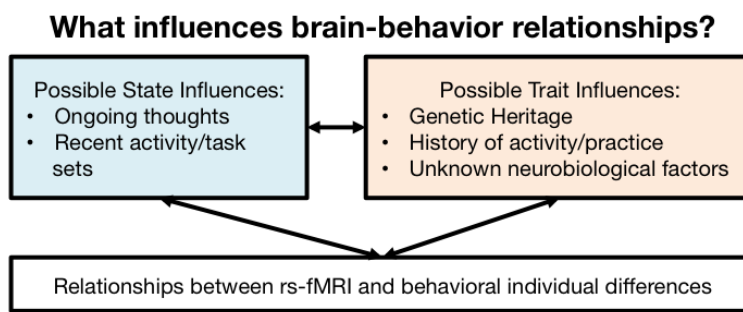 What influences brain-behavior relationships?
Possible State Influences:
• Ongoing thoughts
• Recent activity/task
sets
Possible Trait Influences:
• Genetic Heritage
• History of activity/practice
• Unknown neurobiological factors
Relationships between rs-fMRI and behavioral individual differences